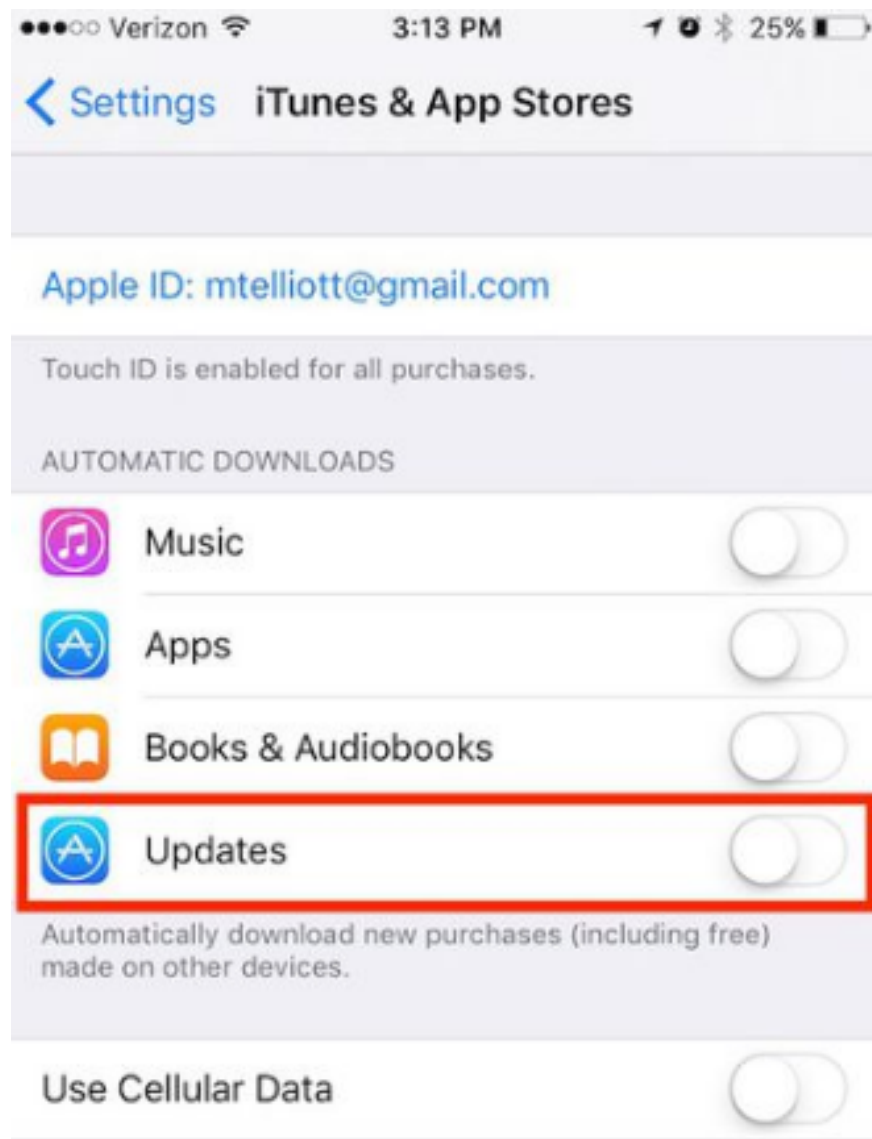 Verizon 3:13 PM 25%
Settings iTunes & App Stores
Apple ID: mtelliott@gmail.com
Touch ID is enabled for all purchases.
AUTOMATIC DOWNLOADS
Music
Apps
Books & Audiobooks
Updates
Automatically download new purchases (including free)
made on other devices.
Use Cellular Data